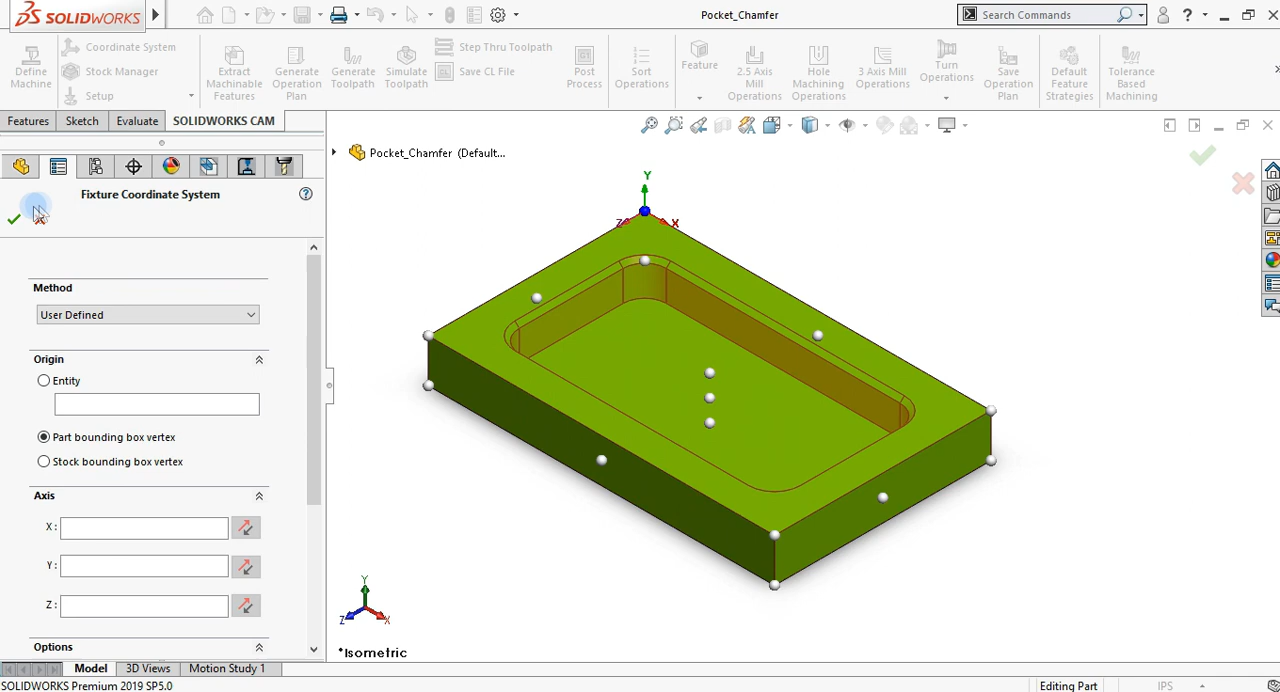 SOLIDWORKS
Pocket_Chamfer
Search Commands
?
Define Machine
Coordinate System
Stock Manager
Setup
Extract Machinable Features
Generate Operation Plan
Generate Toolpath
Simulate Toolpath
Step Thru Toolpath
Save CL File
Post Process
Sort Operations
Feature
2.5 Axis Mill Operations
Hole Machining Operations
3 Axis Mill Operations
Turn Operations
Save Operation Plan
Default Feature Strategies
Tolerance Based Machining
Features
Sketch
Evaluate
SOLIDWORKS CAM
Pocket_Chamfer (Default...
Fixture Coordinate System
?
Method
User Defined
Origin
Entity
Part bounding box vertex
Stock bounding box vertex
Axis
X:
Y:
Z:
Options
Y
Z
X
Y
Z
X
*Isometric
Model
3D Views
Motion Study 1
SOLIDWORKS Premium 2019 SP5.0
Editing Part
IPS